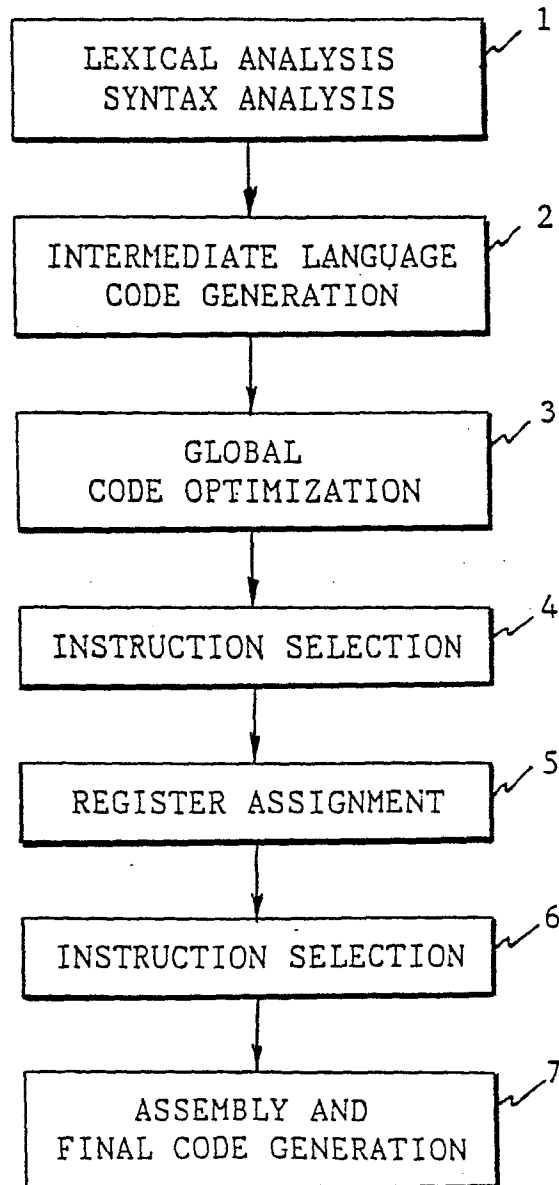 1
LEXICAL ANALYSIS
SYNTAX ANALYSIS
2
INTERMEDIATE LANGUAGE
CODE GENERATION
3
GLOBAL
CODE OPTIMIZATION
4
INSTRUCTION SELECTION
5
REGISTER ASSIGNMENT
6
INSTRUCTION SELECTION
7
ASSEMBLY AND
FINAL CODE GENERATION